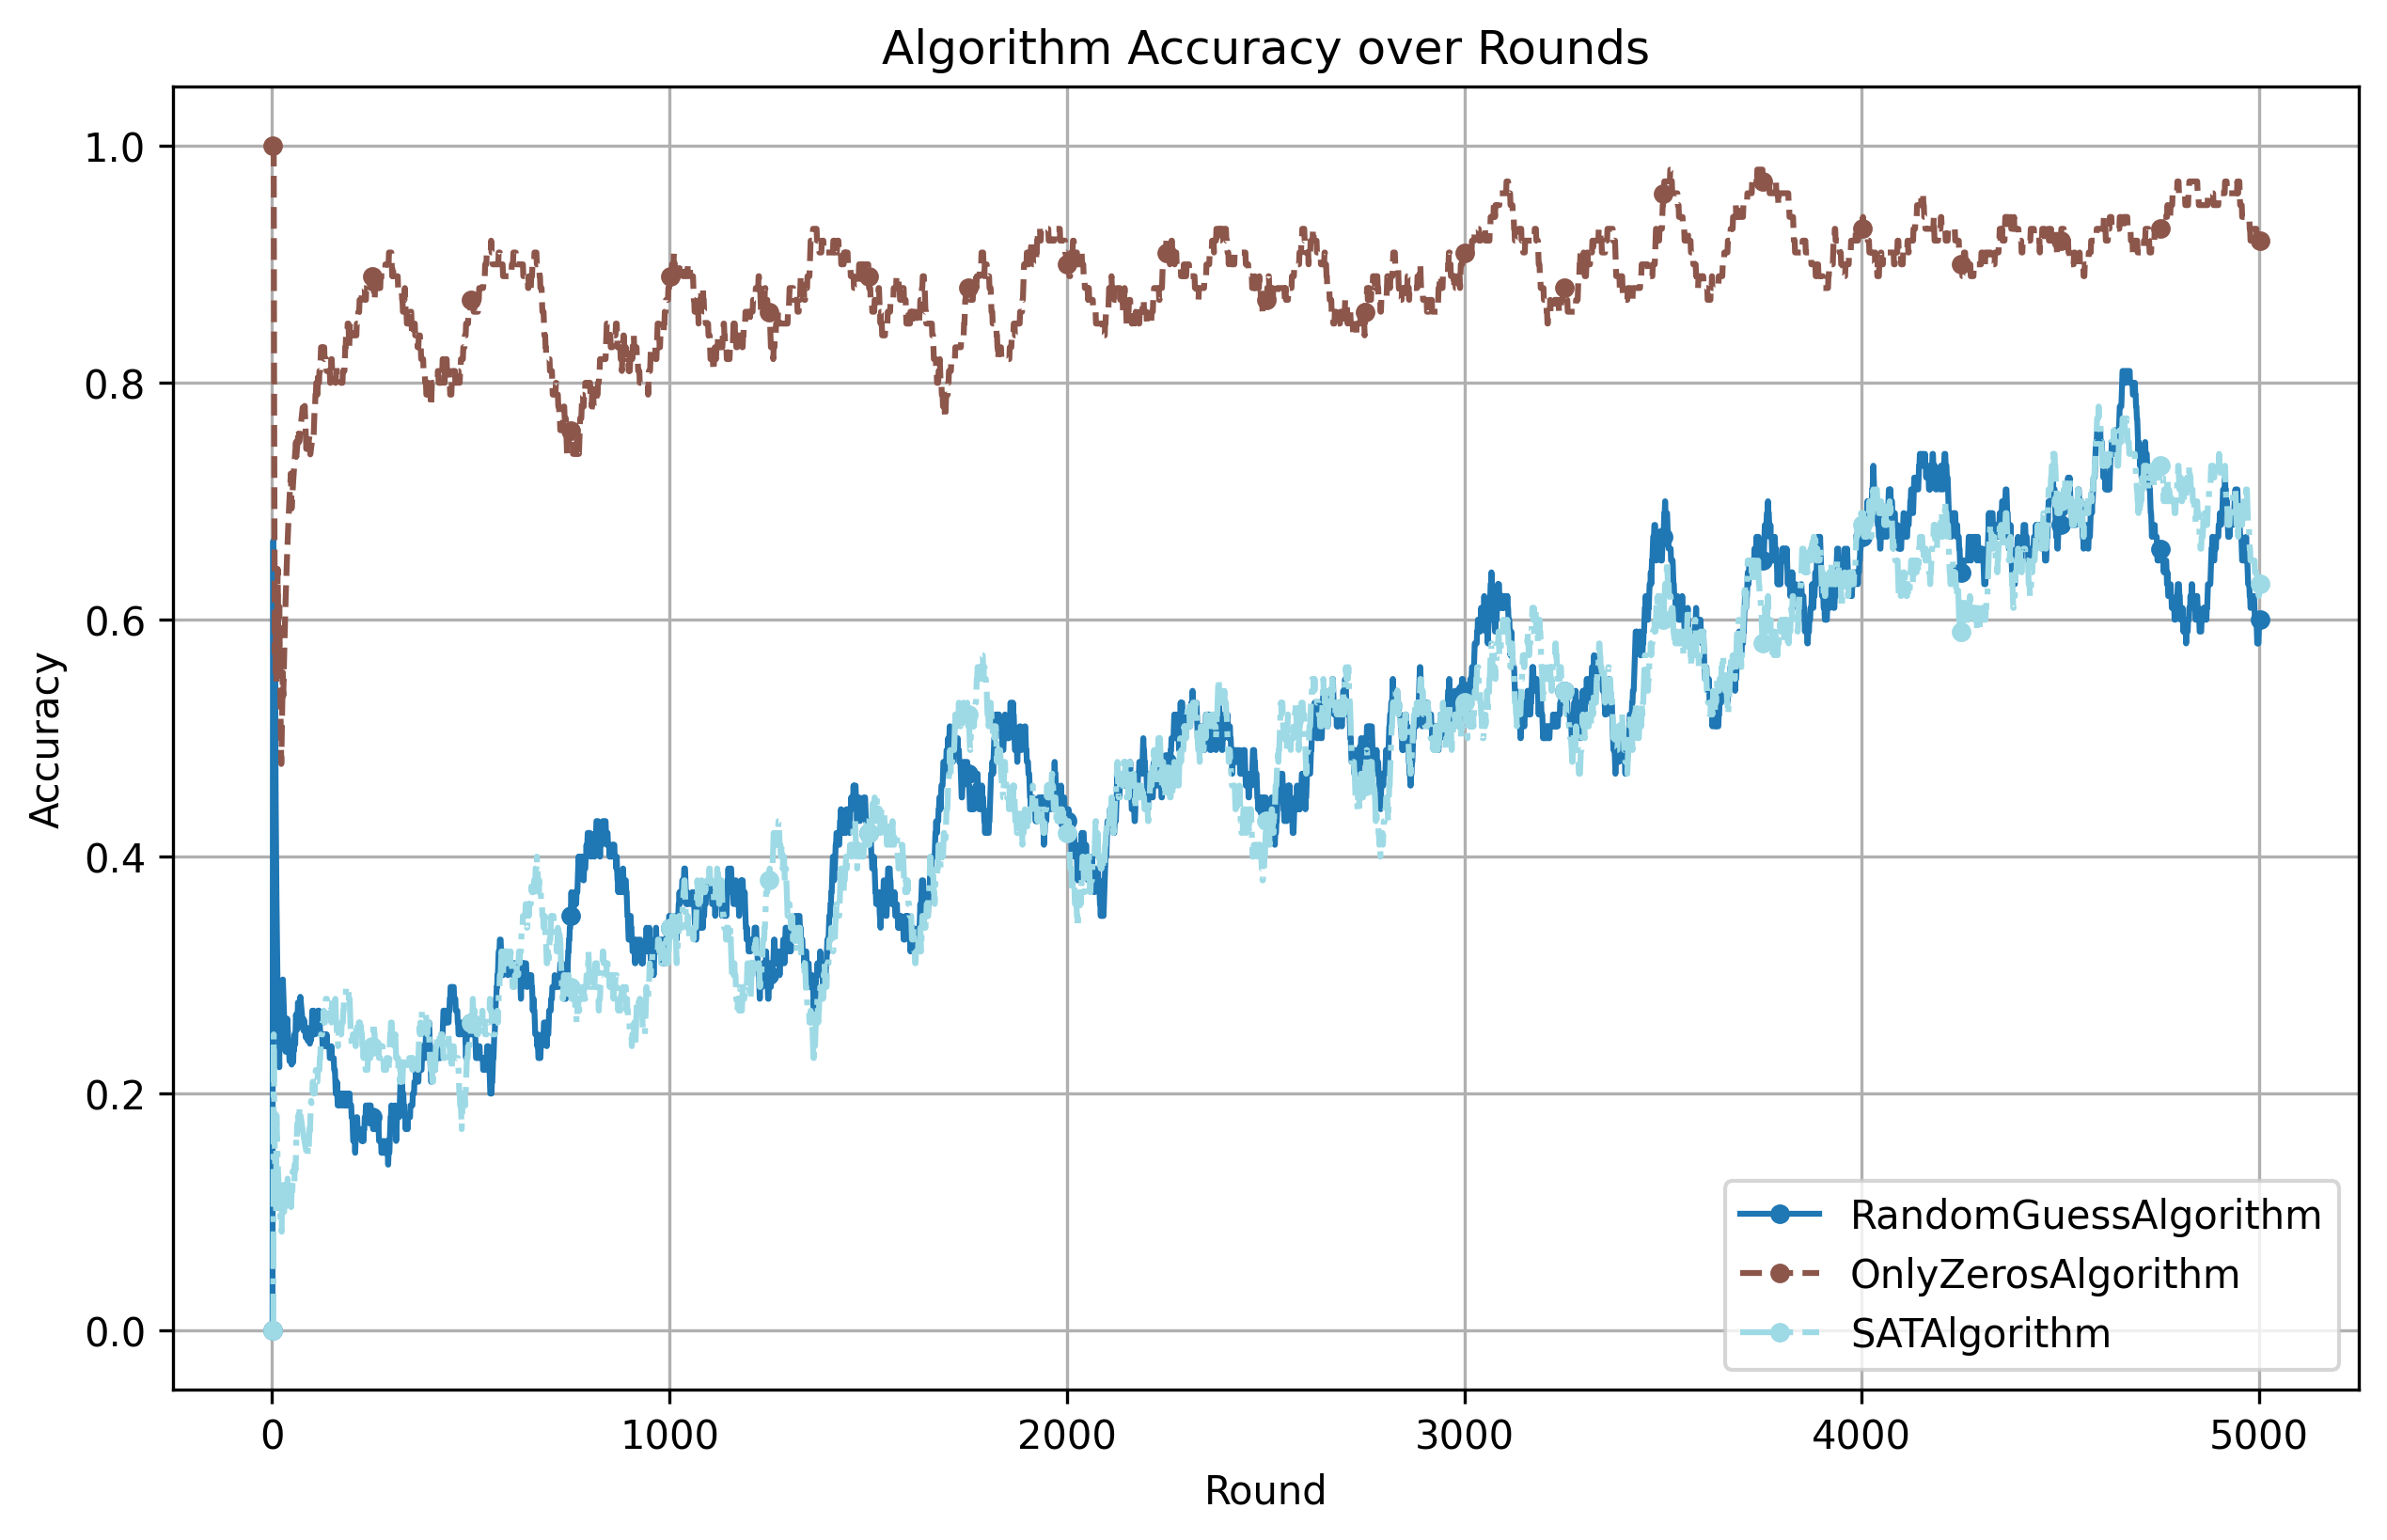 Algorithm Accuracy over Rounds
1.0
0.8
0.6
0.4
0.2
0.0
Accuracy
0 1000 2000 3000 4000 5000
Round
RandomGuessAlgorithm
OnlyZerosAlgorithm
SATAlgorithm